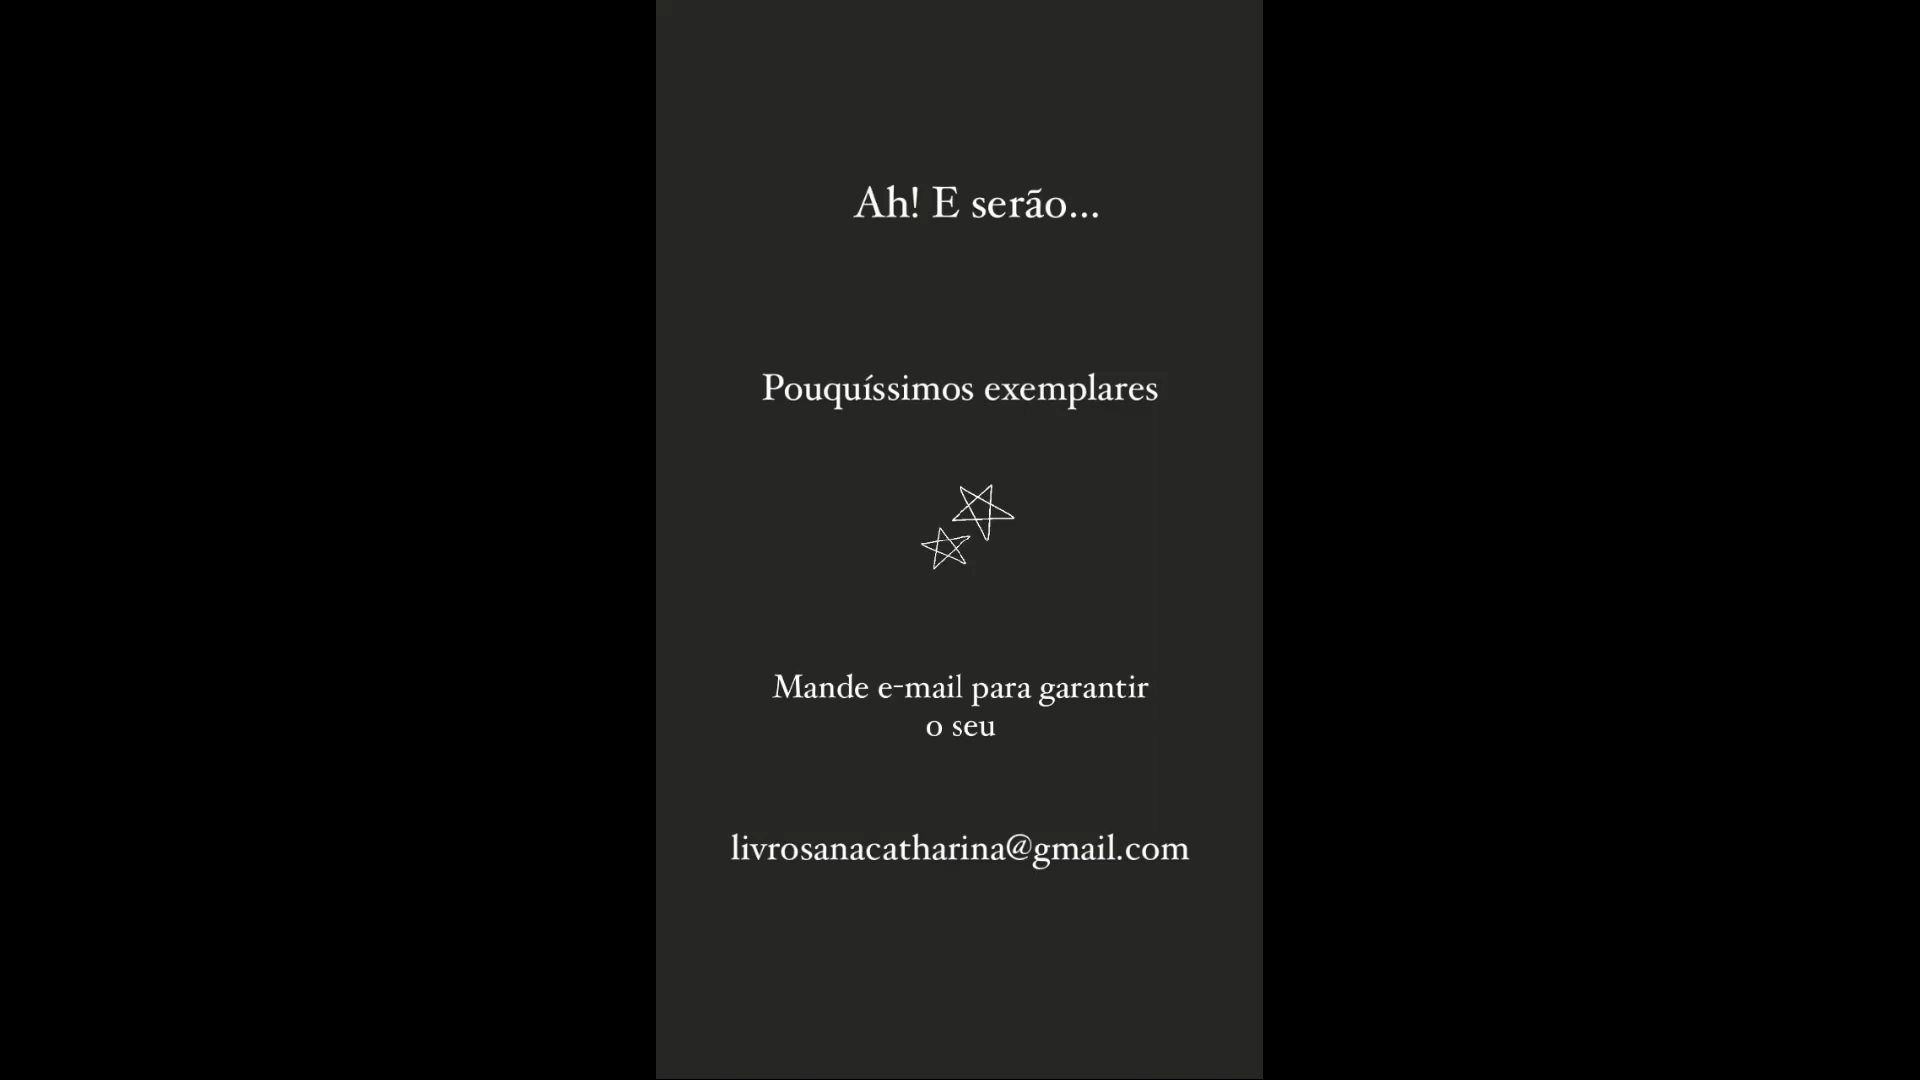 Ah! E serão...
Pouquíssimos exemplares
Mande e-mail para garantir
o seu
livrosanacatharina@gmail.com